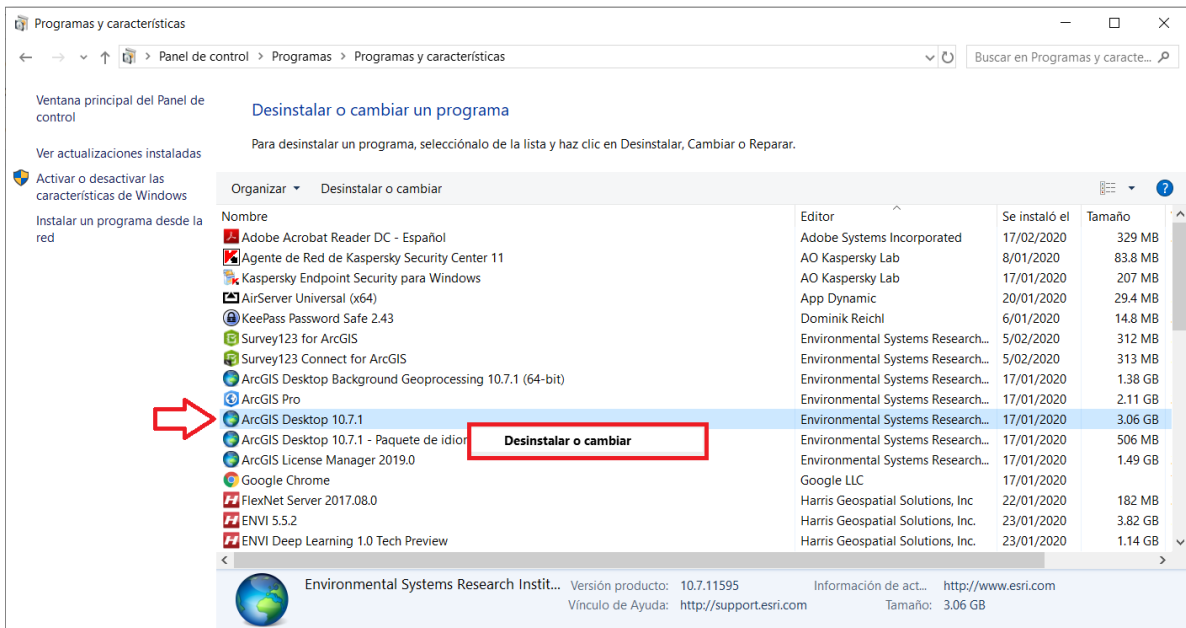 Programas y características
Panel de control > Programas > Programas y características
Buscar en Programas y caracte...
Ventana principal del Panel de
control
Ver actualizaciones instaladas
Activar o desactivar las
características de Windows
Instalar un programa desde la
red
Desinstalar o cambiar un programa
Para desinstalar un programa, selecciónalo de la lista y haz clic en Desinstalar, Cambiar o Reparar.
Organizar Desinstalar o cambiar
Nombre Editor Se instaló el Tamaño
Adobe Acrobat Reader DC - Español Adobe Systems Incorporated 17/02/2020 329 MB
Agente de Red de Kaspersky Security Center 11 AO Kaspersky Lab 8/01/2020 83.8 MB
Kaspersky Endpoint Security para Windows AO Kaspersky Lab 17/01/2020 207 MB
AirServer Universal (x64) App Dynamic 20/01/2020 29.4 MB
KeePass Password Safe 2.43 Dominik Reichl 6/01/2020 14.8 MB
Survey123 for ArcGIS Environmental Systems Research... 5/02/2020 312 MB
Survey123 Connect for ArcGIS Environmental Systems Research... 5/02/2020 313 MB
ArcGIS Desktop Background Geoprocessing 10.7.1 (64-bit) Environmental Systems Research... 17/01/2020 1.38 GB
ArcGIS Pro Environmental Systems Research... 17/01/2020 2.11 GB
ArcGIS Desktop 10.7.1 Environmental Systems Research... 17/01/2020 3.06 GB
ArcGIS Desktop 10.7.1 - Paquete de idior Desinstalar o cambiar Environmental Systems Research... 17/01/2020 506 MB
ArcGIS License Manager 2019.0 Environmental Systems Research... 17/01/2020 1.49 GB
Google Chrome Google LLC 17/01/2020
FlexNet Server 2017.08.0 Harris Geospatial Solutions, Inc 22/01/2020 182 MB
ENVI 5.5.2 Harris Geospatial Solutions, Inc. 23/01/2020 3.82 GB
ENVI Deep Learning 1.0 Tech Preview Harris Geospatial Solutions, Inc. 23/01/2020 1.14 GB
Environmental Systems Research Instit... Versión producto: 10.7.11595 Información de act... http://www.esri.com
Vínculo de Ayuda: http://support.esri.com Tamaño: 3.06 GB